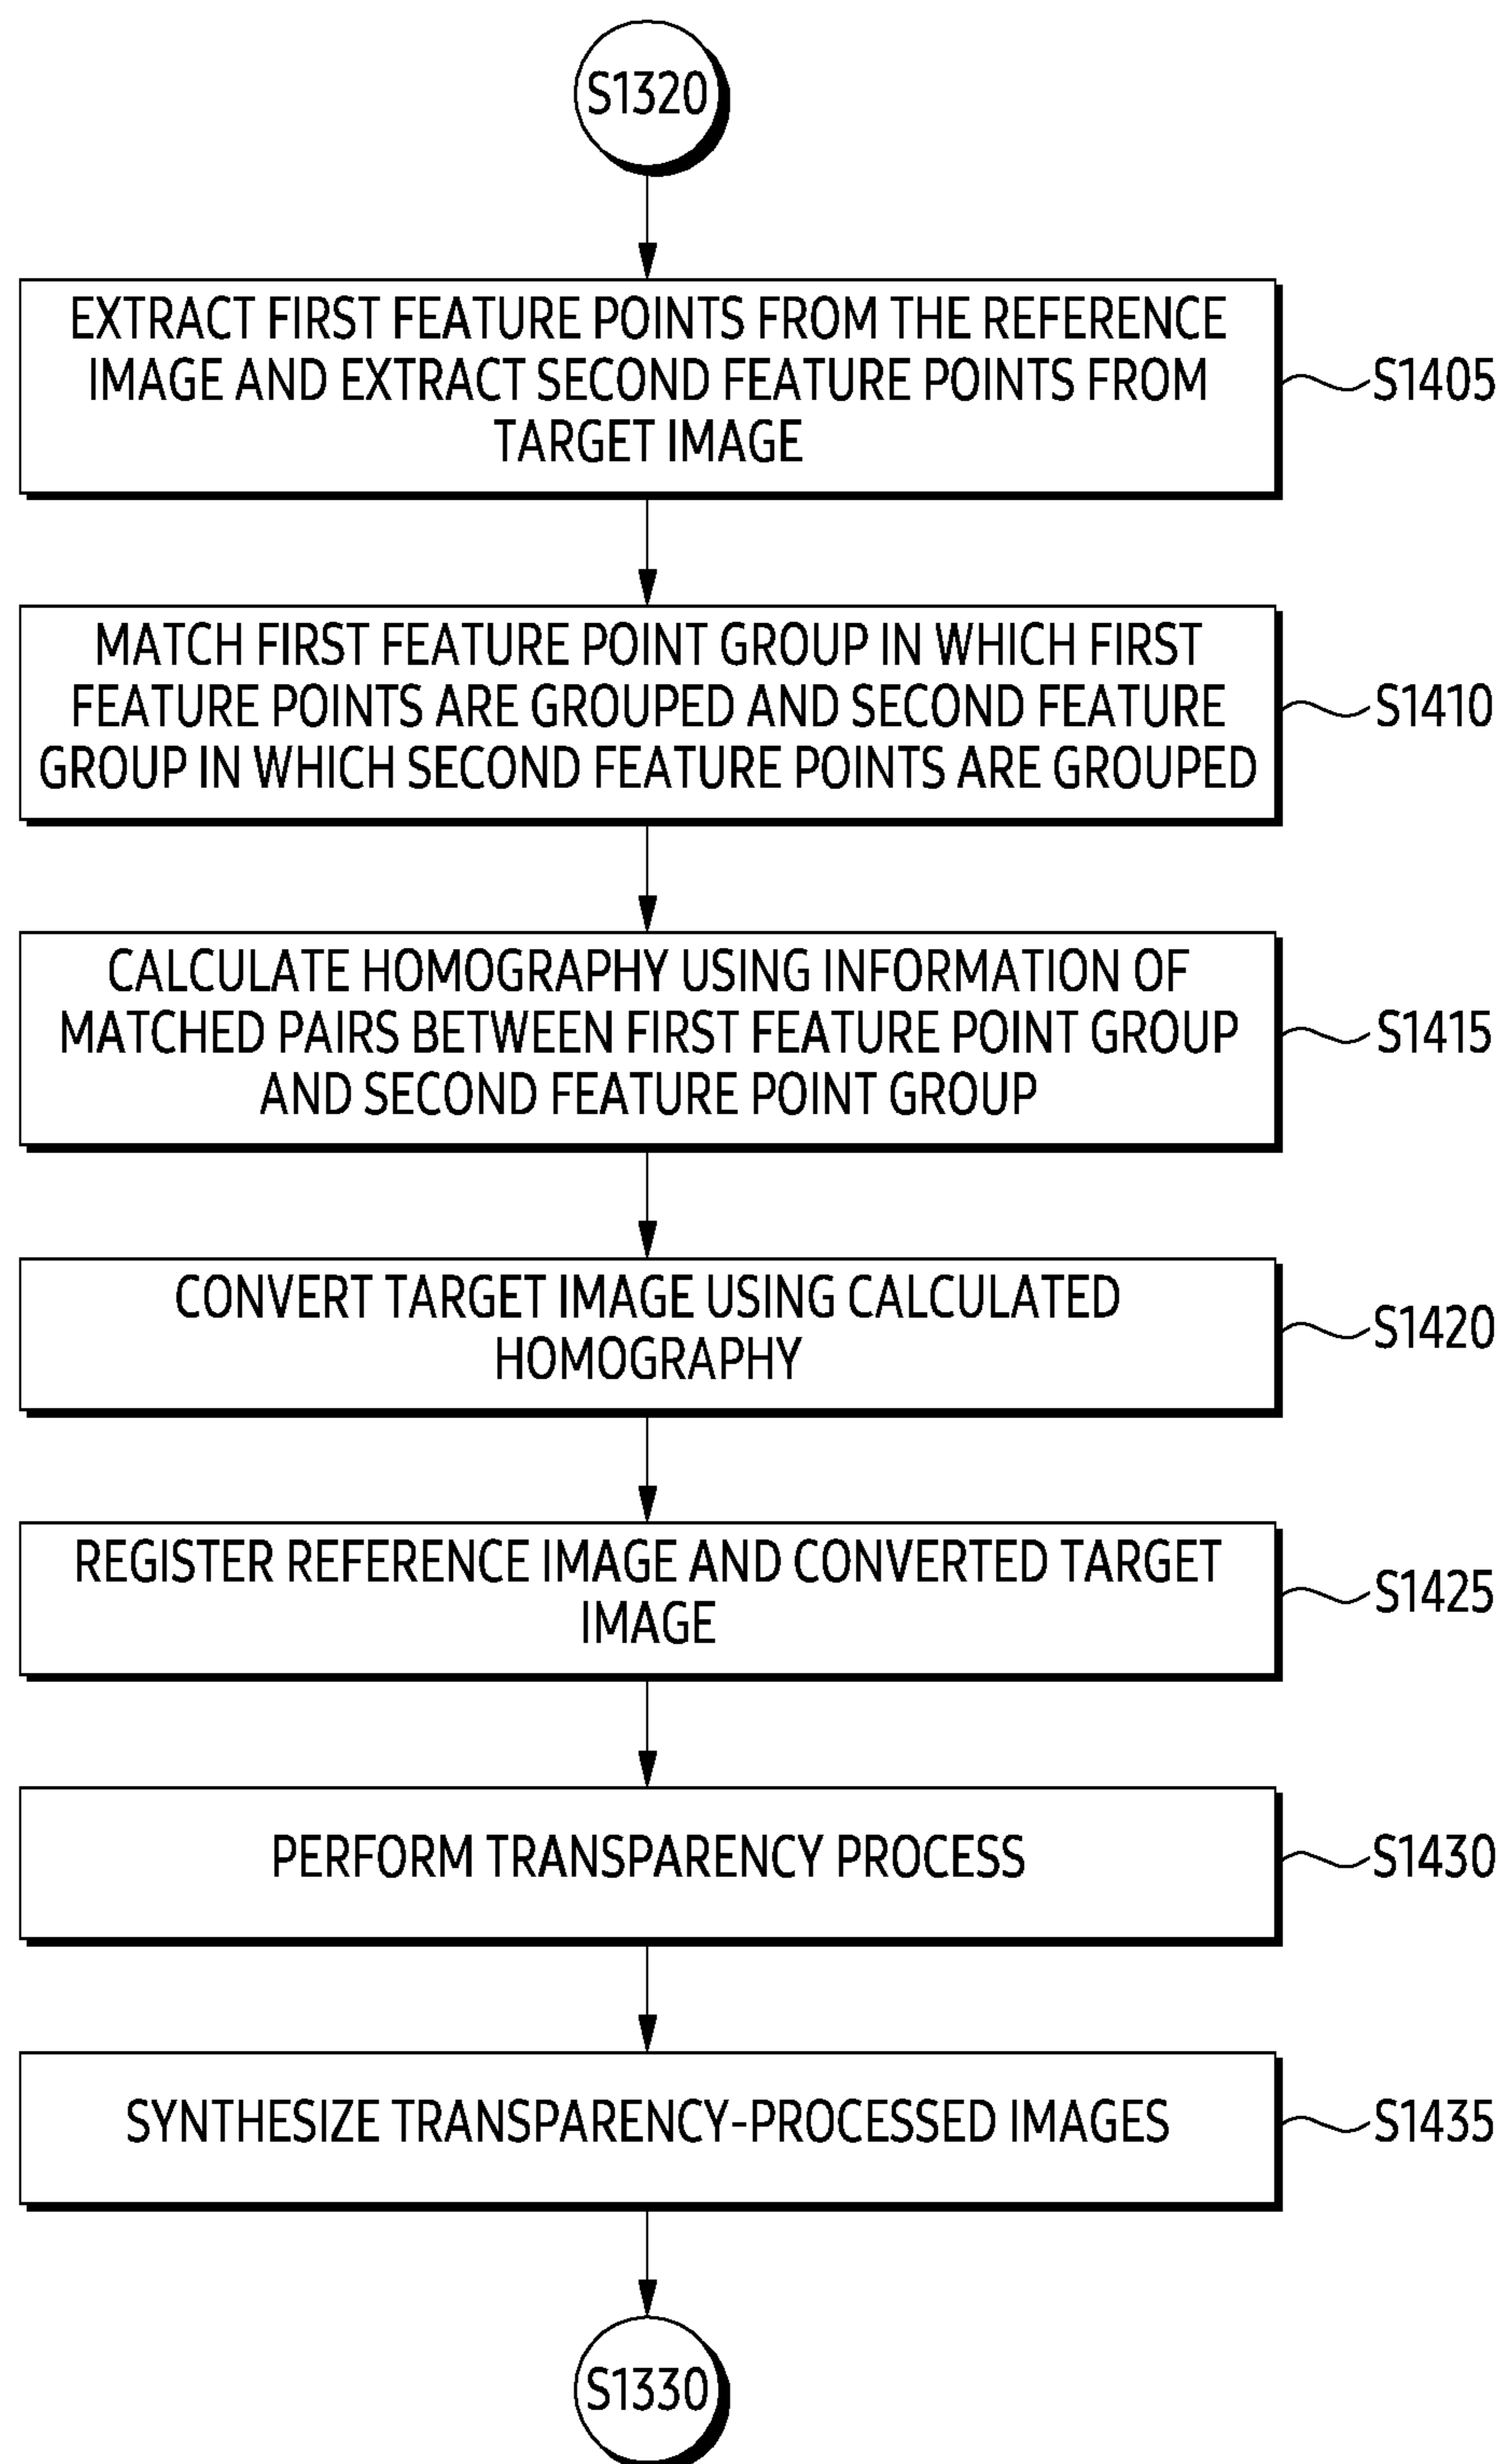 S1320
EXTRACT FIRST FEATURE POINTS FROM THE REFERENCE
IMAGE AND EXTRACT SECOND FEATURE POINTS FROM
TARGET IMAGE
S1405
MATCH FIRST FEATURE POINT GROUP IN WHICH FIRST
FEATURE POINTS ARE GROUPED AND SECOND FEATURE
GROUP IN WHICH SECOND FEATURE POINTS ARE GROUPED
S1410
CALCULATE HOMOGRAPHY USING INFORMATION OF
MATCHED PAIRS BETWEEN FIRST FEATURE POINT GROUP
AND SECOND FEATURE POINT GROUP
S1415
CONVERT TARGET IMAGE USING CALCULATED
HOMOGRAPHY
S1420
REGISTER REFERENCE IMAGE AND CONVERTED TARGET
IMAGE
S1425
PERFORM TRANSPARENCY PROCESS
S1430
SYNTHESIZE TRANSPARENCY-PROCESSED IMAGES
S1435
S1330